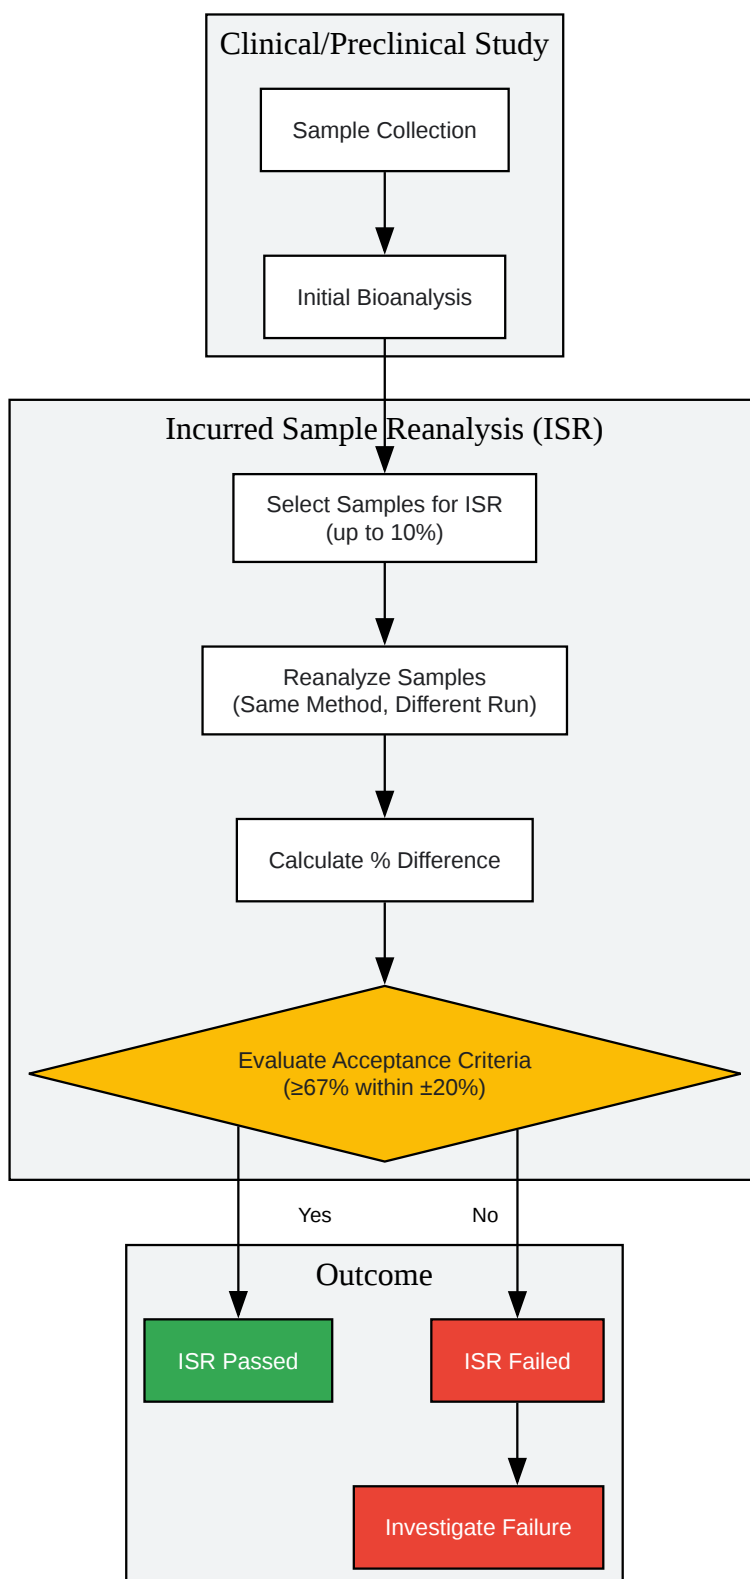 Clinical/Preclinical Study
Sample Collection
Initial Bioanalysis
Incurred Sample Reanalysis (ISR)
Select Samples for ISR
(up to 10%)
Reanalyze Samples
(Same Method, Different Run)
Calculate % Difference
Evaluate Acceptance Criteria
(≥67% within ±20%)
Yes
No
Outcome
ISR Passed
ISR Failed
Investigate Failure